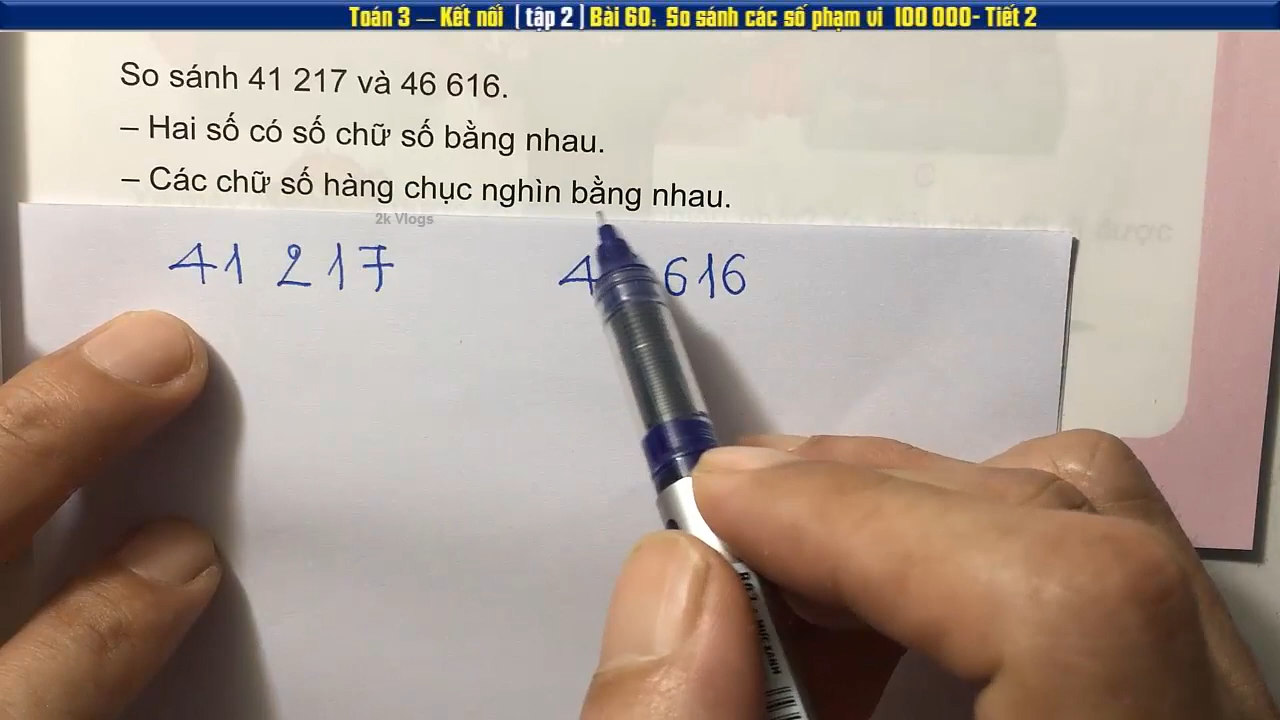 Toán 3 – Kết nối [ tập 2 ] Bài 60: So sánh các số phạm vi 100 000- Tiết 2
So sánh 41 217 và 46 616.
– Hai số có số chữ số bằng nhau.
– Các chữ số hàng chục nghìn bằng nhau.
2k Vlogs
được
41 217 4 616